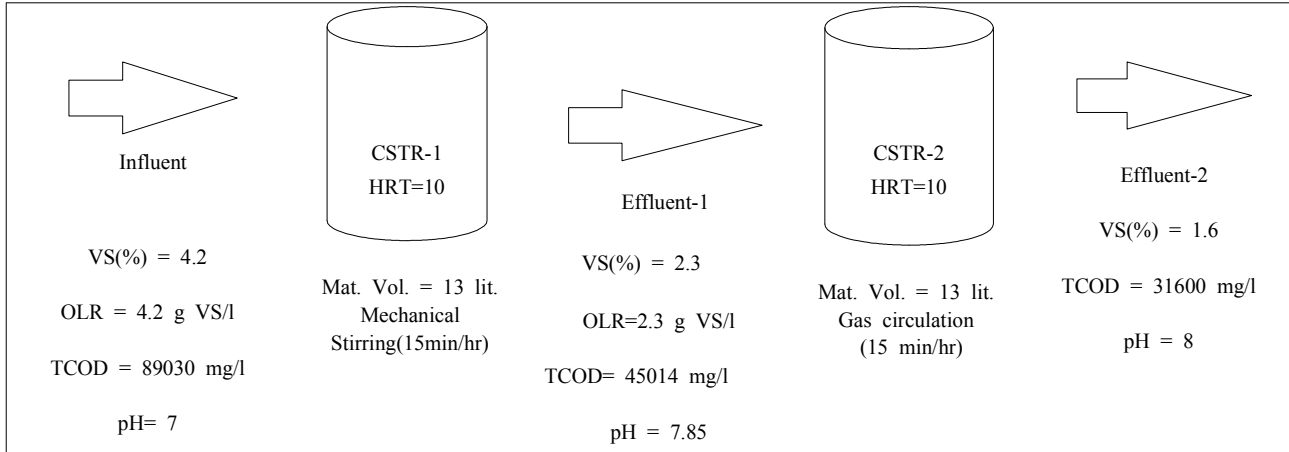 Influent
VS(%) = 4.2
OLR = 4.2 g VS/l
TCOD = 89030 mg/l
pH= 7
CSTR-1
HRT=10
Mat. Vol. = 13 lit.
Mechanical
Stirring(15min/hr)
Effluent-1
VS(%) = 2.3
OLR=2.3 g VS/l
TCOD= 45014 mg/l
pH = 7.85
CSTR-2
HRT=10
Mat. Vol. = 13 lit.
Gas circulation
(15 min/hr)
Effluent-2
VS(%) = 1.6
TCOD = 31600 mg/l
pH = 8